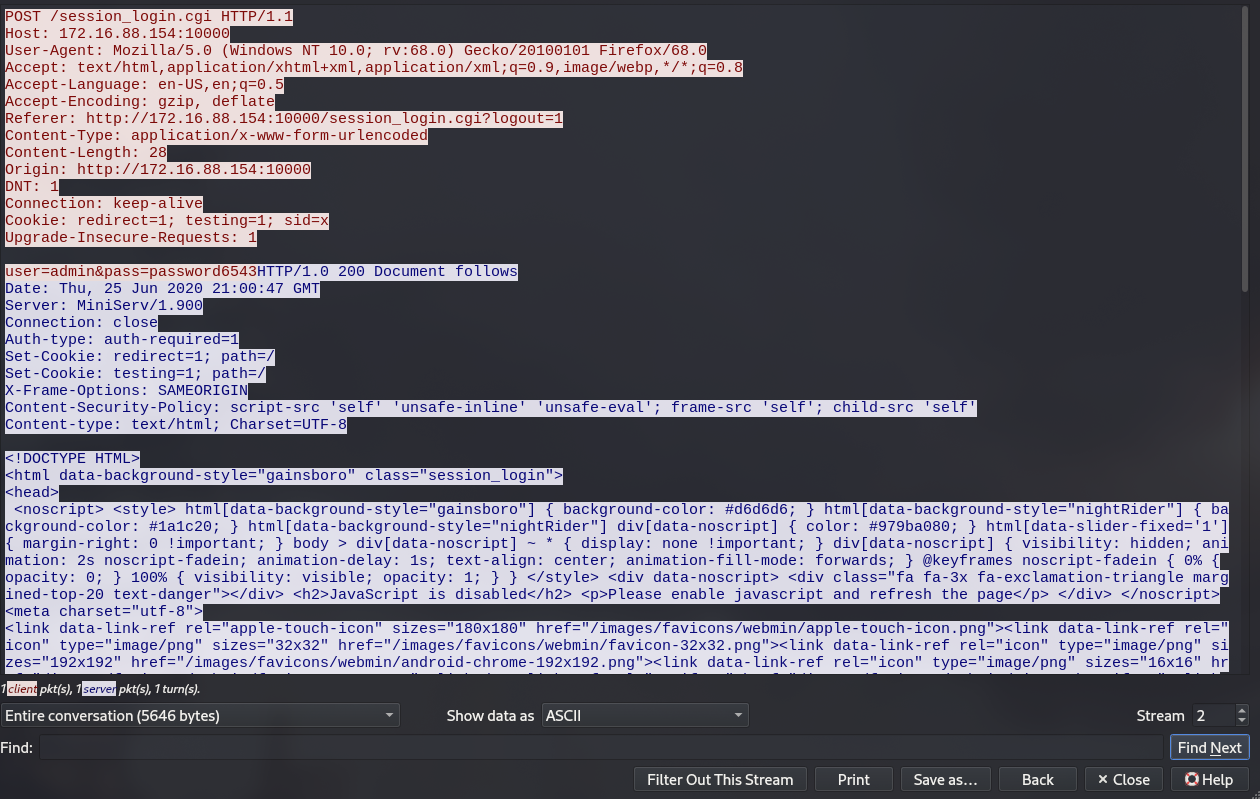 POST /session_login.cgi HTTP/1.1
Host: 172.16.88.154:10000
User-Agent: Mozilla/5.0 (Windows NT 10.0; rv:68.0) Gecko/20100101 Firefox/68.0
Accept: text/html,application/xhtml+xml,application/xml;q=0.9,image/webp,*/*;q=0.8
Accept-Language: en-US,en;q=0.5
Accept-Encoding: gzip, deflate
Referer: http://172.16.88.154:10000/session_login.cgi?logout=1
Content-Type: application/x-www-form-urlencoded
Content-Length: 28
Origin: http://172.16.88.154:10000
DNT: 1
Connection: keep-alive
Cookie: redirect=1; testing=1; sid=x
Upgrade-Insecure-Requests: 1

user=admin&pass=password6543HTTP/1.0 200 Document follows
Date: Thu, 25 Jun 2020 21:00:47 GMT
Server: MiniServ/1.900
Connection: close
Auth-type: auth-required=1
Set-Cookie: redirect=1; path=/
Set-Cookie: testing=1; path=/
X-Frame-Options: SAMEORIGIN
Content-Security-Policy: script-src 'self' 'unsafe-inline' 'unsafe-eval'; frame-src 'self'; child-src 'self'
Content-type: text/html; Charset=UTF-8

<!DOCTYPE HTML>
<html data-background-style="gainsboro" class="session_login">
<head>
 <noscript> <style> html[data-background-style="gainsboro"] { background-color: #d6d6d6; } html[data-background-style="nightRider"] { ba
ckground-color: #1a1c20; } html[data-background-style="nightRider"] div[data-noscript] { color: #979ba080; } html[data-slider-fixed='1']
{ margin-right: 0 !important; } body > div[data-noscript] ~ * { display: none !important; } div[data-noscript] { visibility: hidden; ani
mation: 2s noscript-fadein; animation-delay: 1s; text-align: center; animation-fill-mode: forwards; } @keyframes noscript-fadein { 0% {
opacity: 0; } 100% { visibility: visible; opacity: 1; } } </style> <div data-noscript> <div class="fa fa-3x fa-exclamation-triangle marg
ined-top-20 text-danger"></div> <h2>JavaScript is disabled</h2> <p>Please enable javascript and refresh the page</p> </div> </noscript>
<meta charset="utf-8">
<link data-link-ref rel="apple-touch-icon" sizes="180x180" href="/images/favicons/webmin/apple-touch-icon.png"><link data-link-ref rel="
icon" type="image/png" sizes="32x32" href="/images/favicons/webmin/favicon-32x32.png"><link data-link-ref rel="icon" type="image/png" si
zes="192x192" href="/images/favicons/webmin/android-chrome-192x192.png"><link data-link-ref rel="icon" type="image/png" sizes="16x16" hr
1 client pkt(s), 1 server pkt(s), 1 turn(s).
Entire conversation (5646 bytes) Show data as ASCII Stream 2
Find: Find Next
Filter Out This Stream Print Save as… Back Close Help